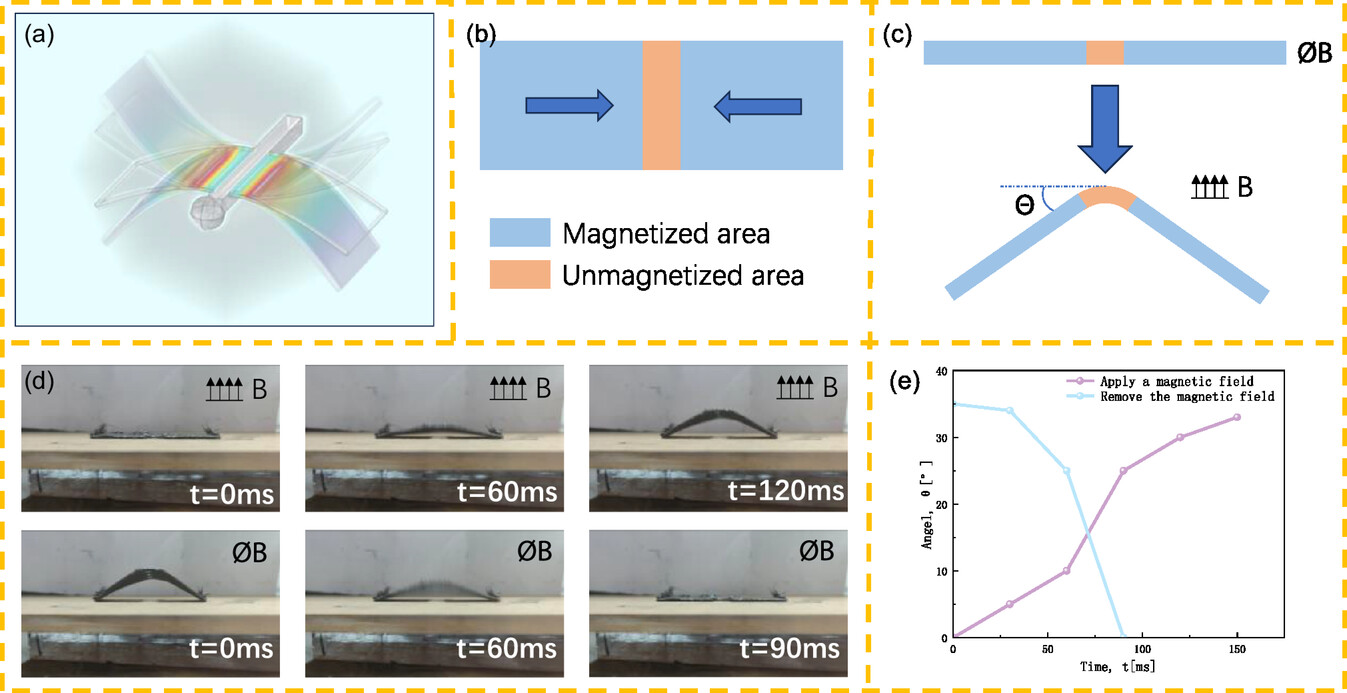 (a)
(b)
Magnetized area
Unmagnetized area
(c)
ØB
B
Θ
(d)
B
t=0ms
B
t=60ms
B
t=120ms
ØB
t=0ms
ØB
t=60ms
ØB
t=90ms
(e)
40
30
20
10
0
Angel, θ [°]
Apply a magnetic field
Remove the magnetic field
0
50
100
150
Time, t[ms]